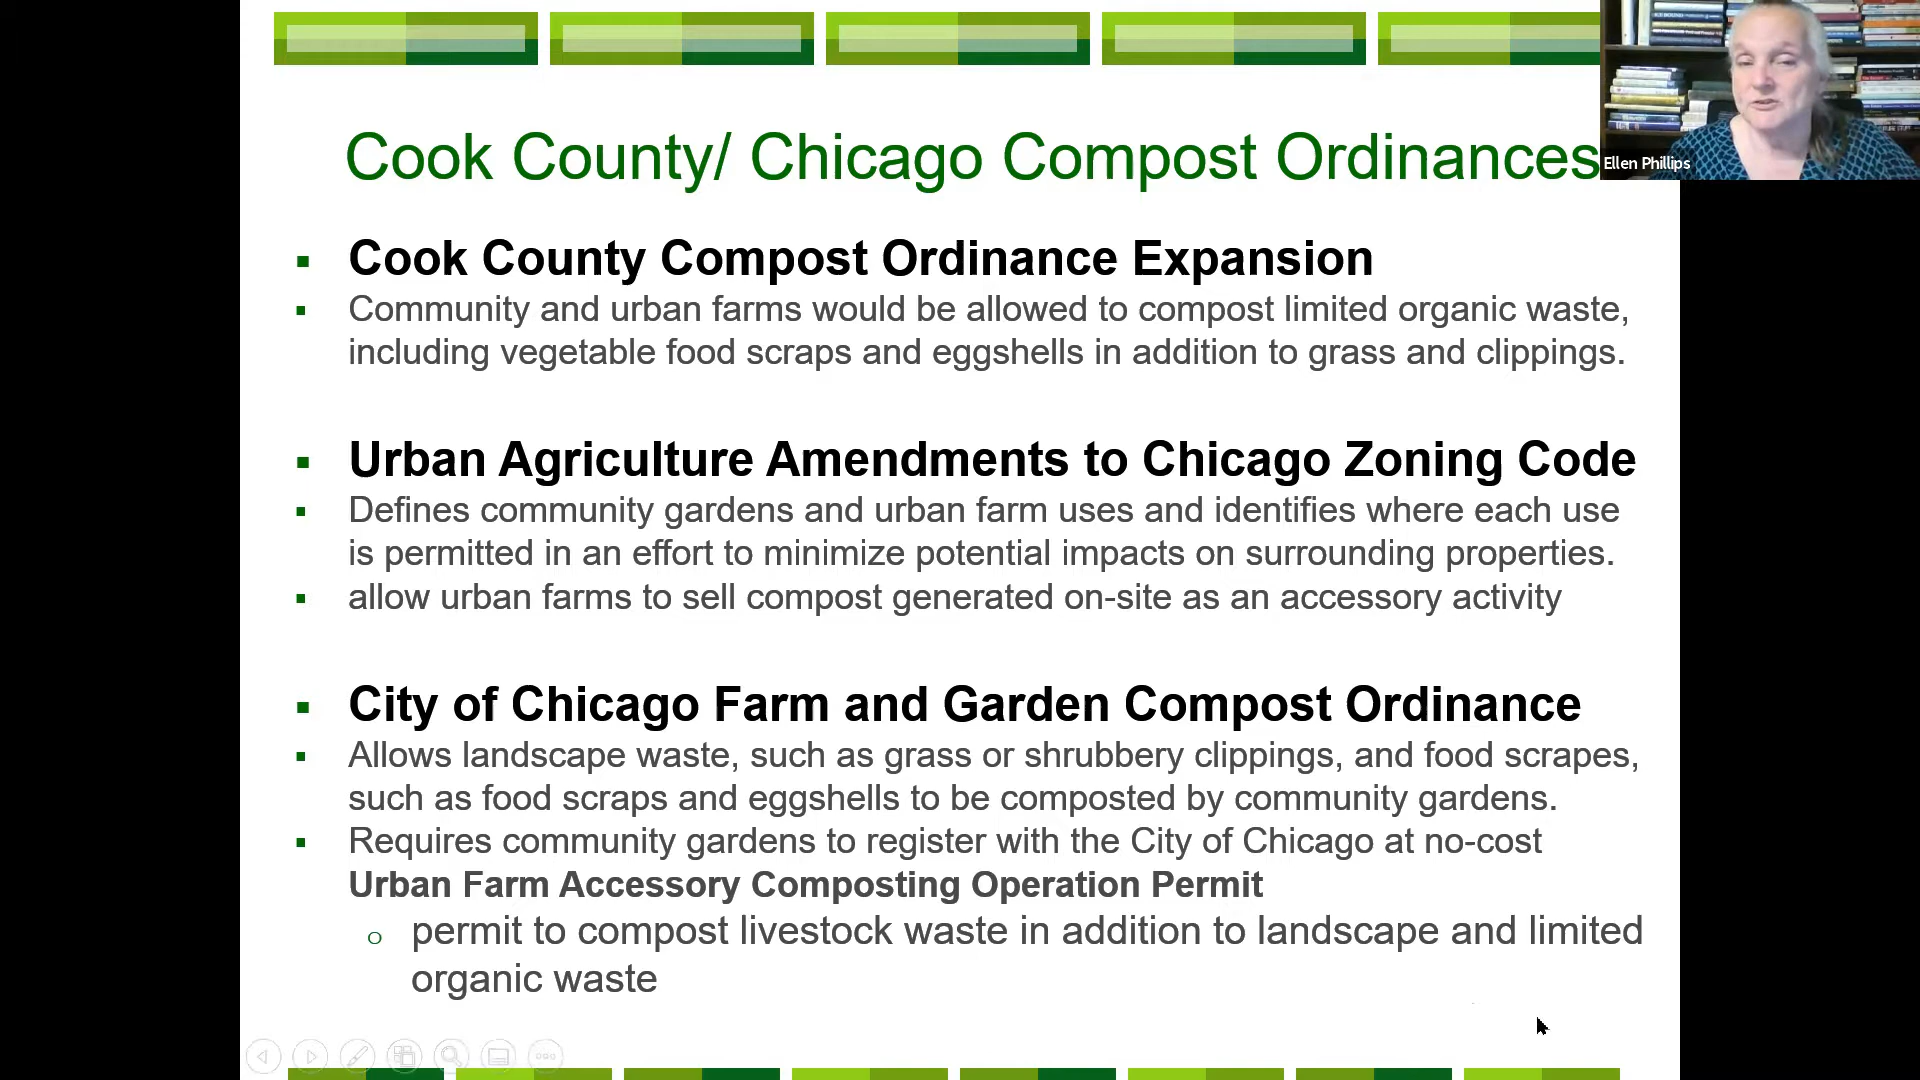 Cook County/ Chicago Compost Ordinances
Ellen Phillips
▪ Cook County Compost Ordinance Expansion
▪ Community and urban farms would be allowed to compost limited organic waste,
including vegetable food scraps and eggshells in addition to grass and clippings.
▪ Urban Agriculture Amendments to Chicago Zoning Code
▪ Defines community gardens and urban farm uses and identifies where each use
is permitted in an effort to minimize potential impacts on surrounding properties.
▪ allow urban farms to sell compost generated on-site as an accessory activity
▪ City of Chicago Farm and Garden Compost Ordinance
▪ Allows landscape waste, such as grass or shrubbery clippings, and food scrapes,
such as food scraps and eggshells to be composted by community gardens.
▪ Requires community gardens to register with the City of Chicago at no-cost
Urban Farm Accessory Composting Operation Permit
o permit to compost livestock waste in addition to landscape and limited
organic waste